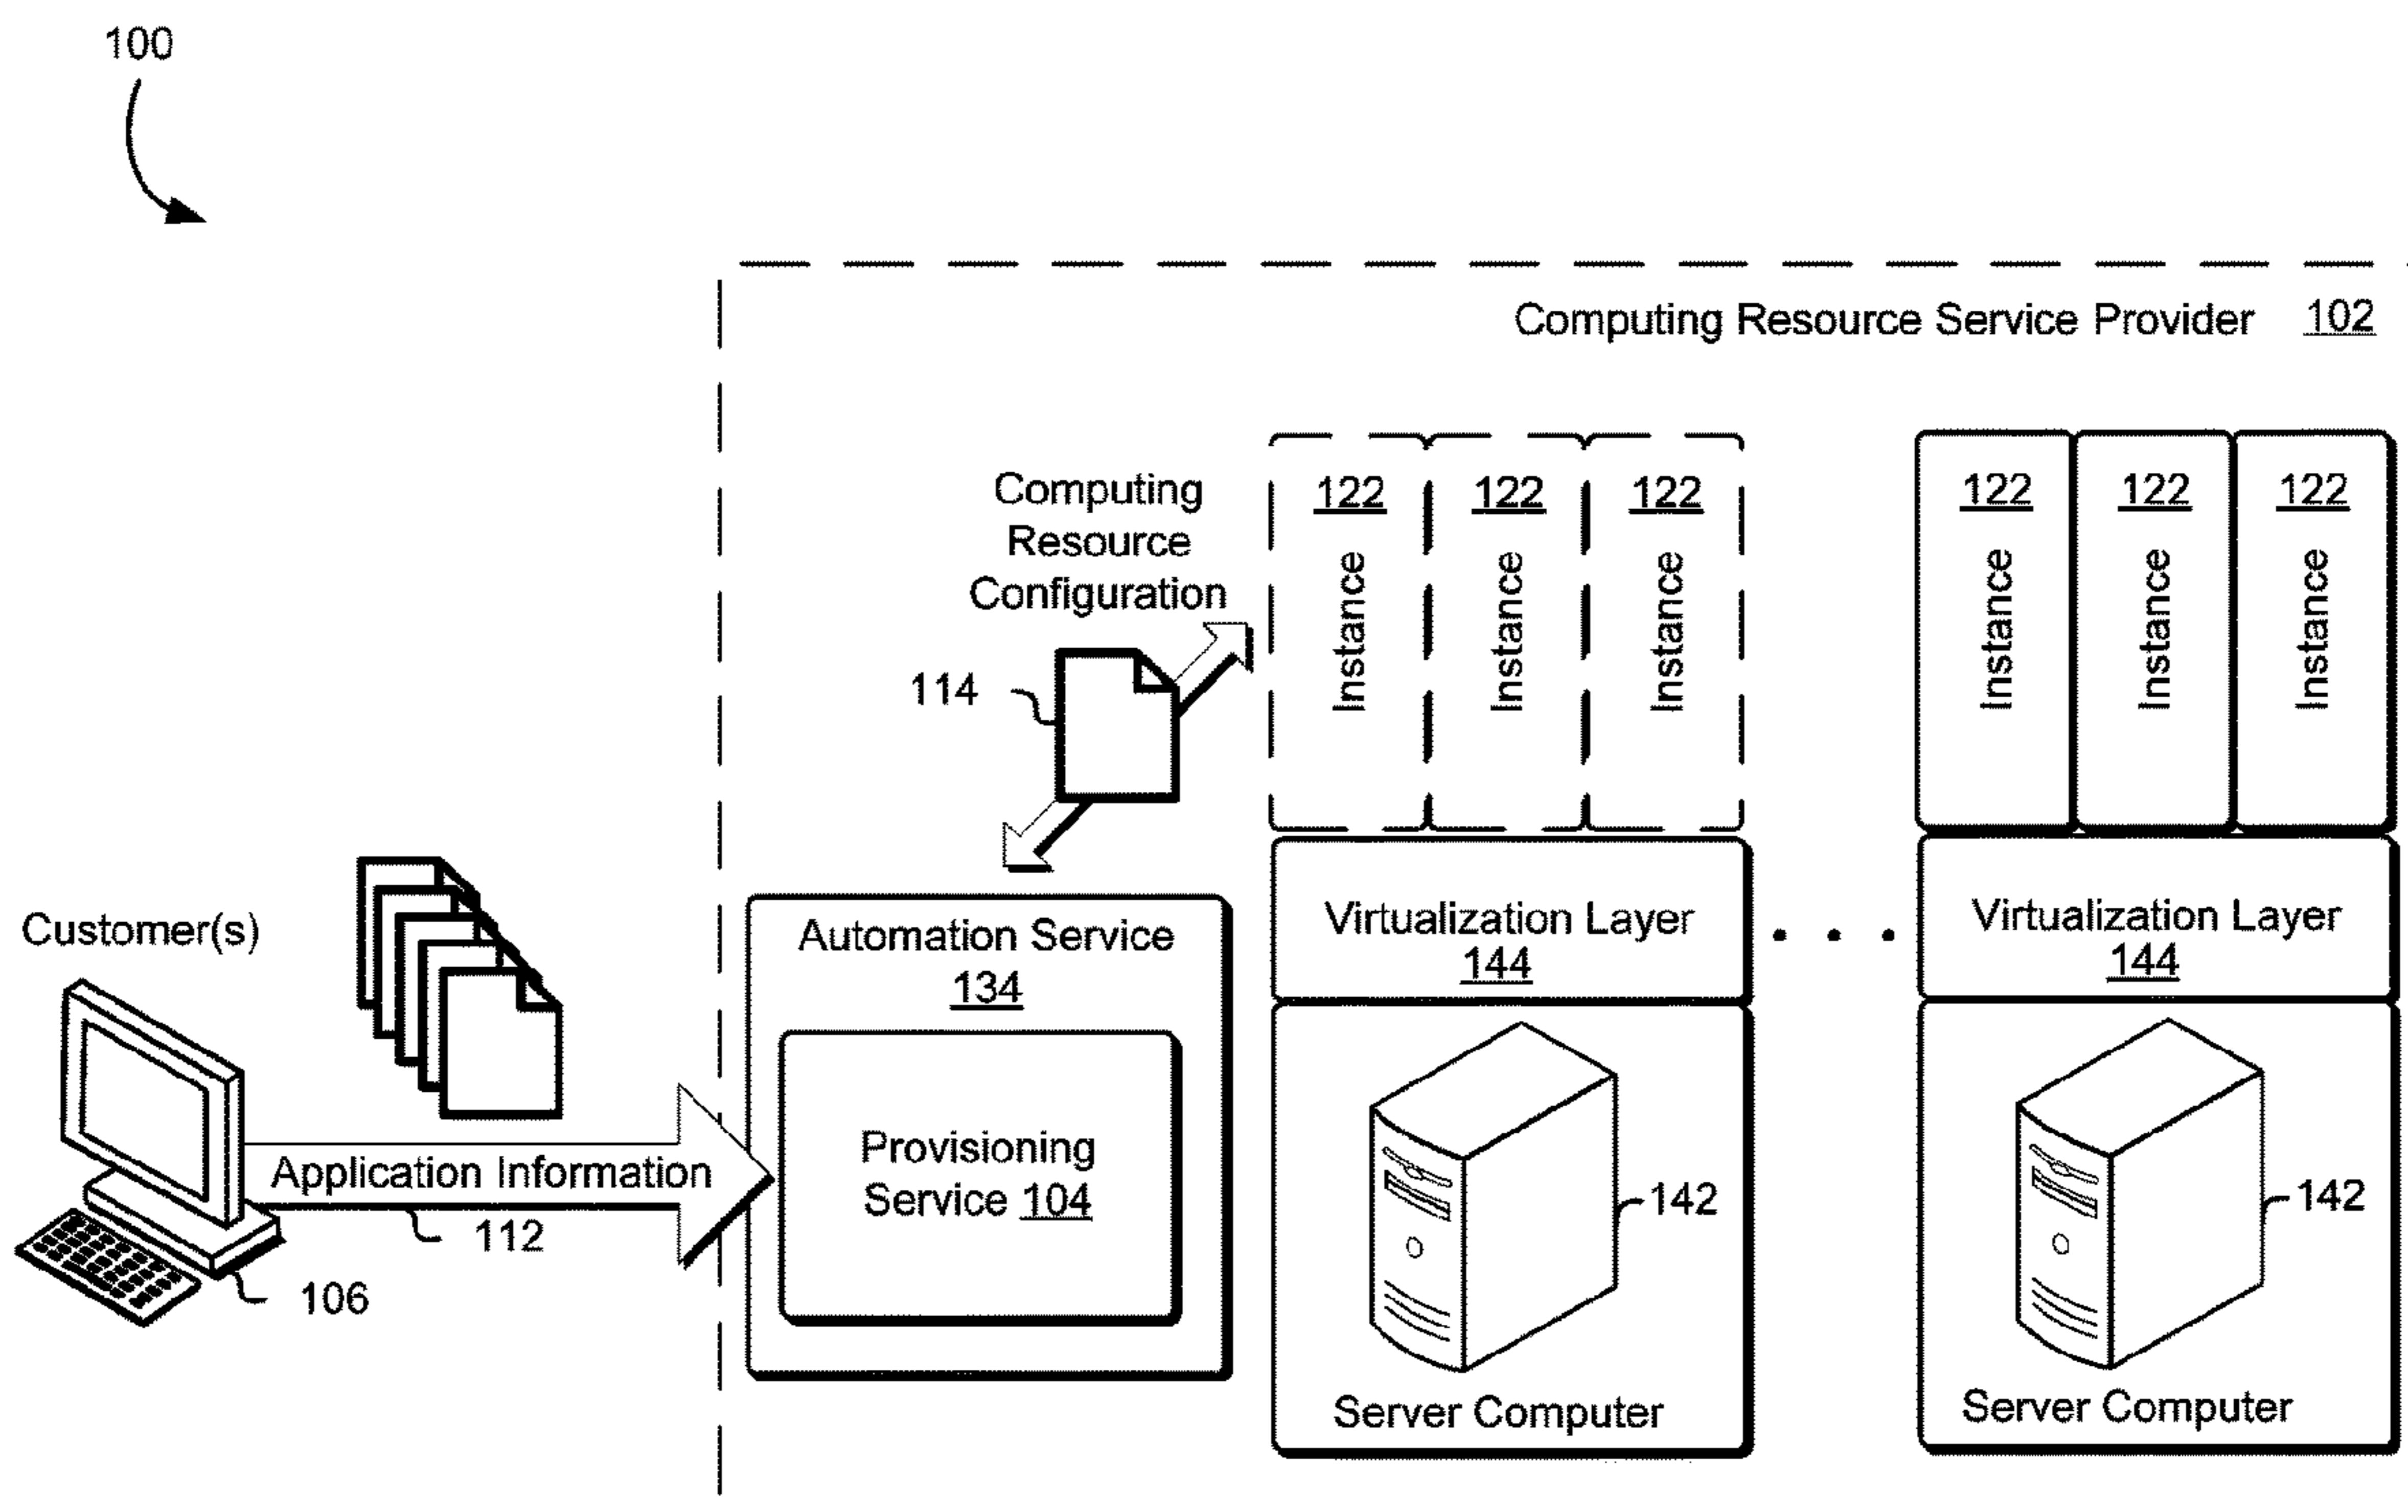 100
Computing Resource Service Provider 102
Computing
Resource
Configuration
114
122
122
122
Instance
Instance
Instance
122
122
122
Instance
Instance
Instance
Customer(s)
Application Information
112
106
Automation Service
134
Provisioning
Service 104
Virtualization Layer
144
Virtualization Layer
144
142
Server Computer
142
Server Computer